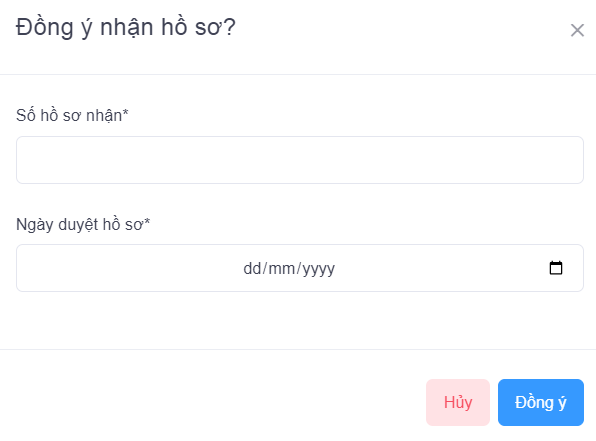 Đồng ý nhận hồ sơ?
Số hồ sơ nhận*
Ngày duyệt hồ sơ*
dd/mm/yyyy
Hủy
Đồng ý